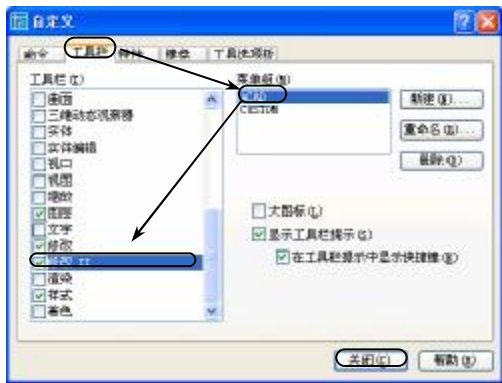 自定义
命令 工具栏 特性 键盘 工具选项板
工具栏(T)
曲面
三维动态观察器
实体
实体编辑
视口
视图
缩放
图层
文字
修改
修改 II
渲染
样式
着色
菜单组(N)
CUSTOM
新建(N)...
重命名(R)...
删除(D)
大图标(L)
显示工具栏提示(S)
在工具栏提示中显示快捷键(K)
关闭(C)
帮助(H)